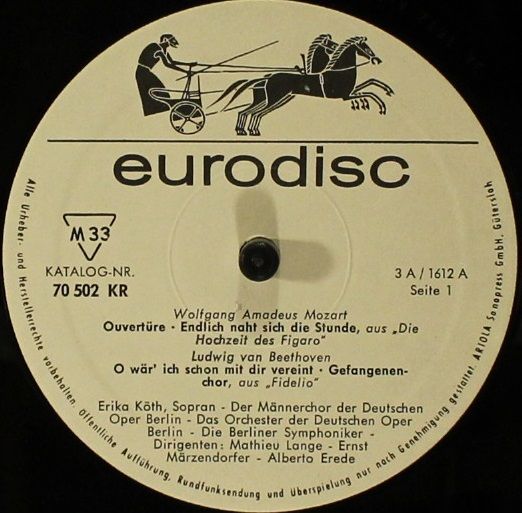 eurodisc
M 33
KATALOG-NR.
70 502 KR
3 A / 1612 A
Seite 1
Wolfgang Amadeus Mozart
Ouvertüre · Endlich naht sich die Stunde, aus „Die
Hochzeit des Figaro"
Ludwig van Beethoven
O wär' ich schon mit dir vereint · Gefangenen-
chor, aus „Fidelio"
Erika Köth, Sopran - Der Männerchor der Deutschen
Oper Berlin - Das Orchester der Deutschen Oper
Berlin - Die Berliner Symphoniker -
Dirigenten: Mathieu Lange - Ernst
Märzendorfer - Alberto Erede
Alle Urheber- und Herstellerrechte vorbehalten. Öffentliche Aufführung, Rundfunksendung und Überspielung nur nach Genehmigung gestattet. ARIOLA Sonopress GmbH. Gütersloh